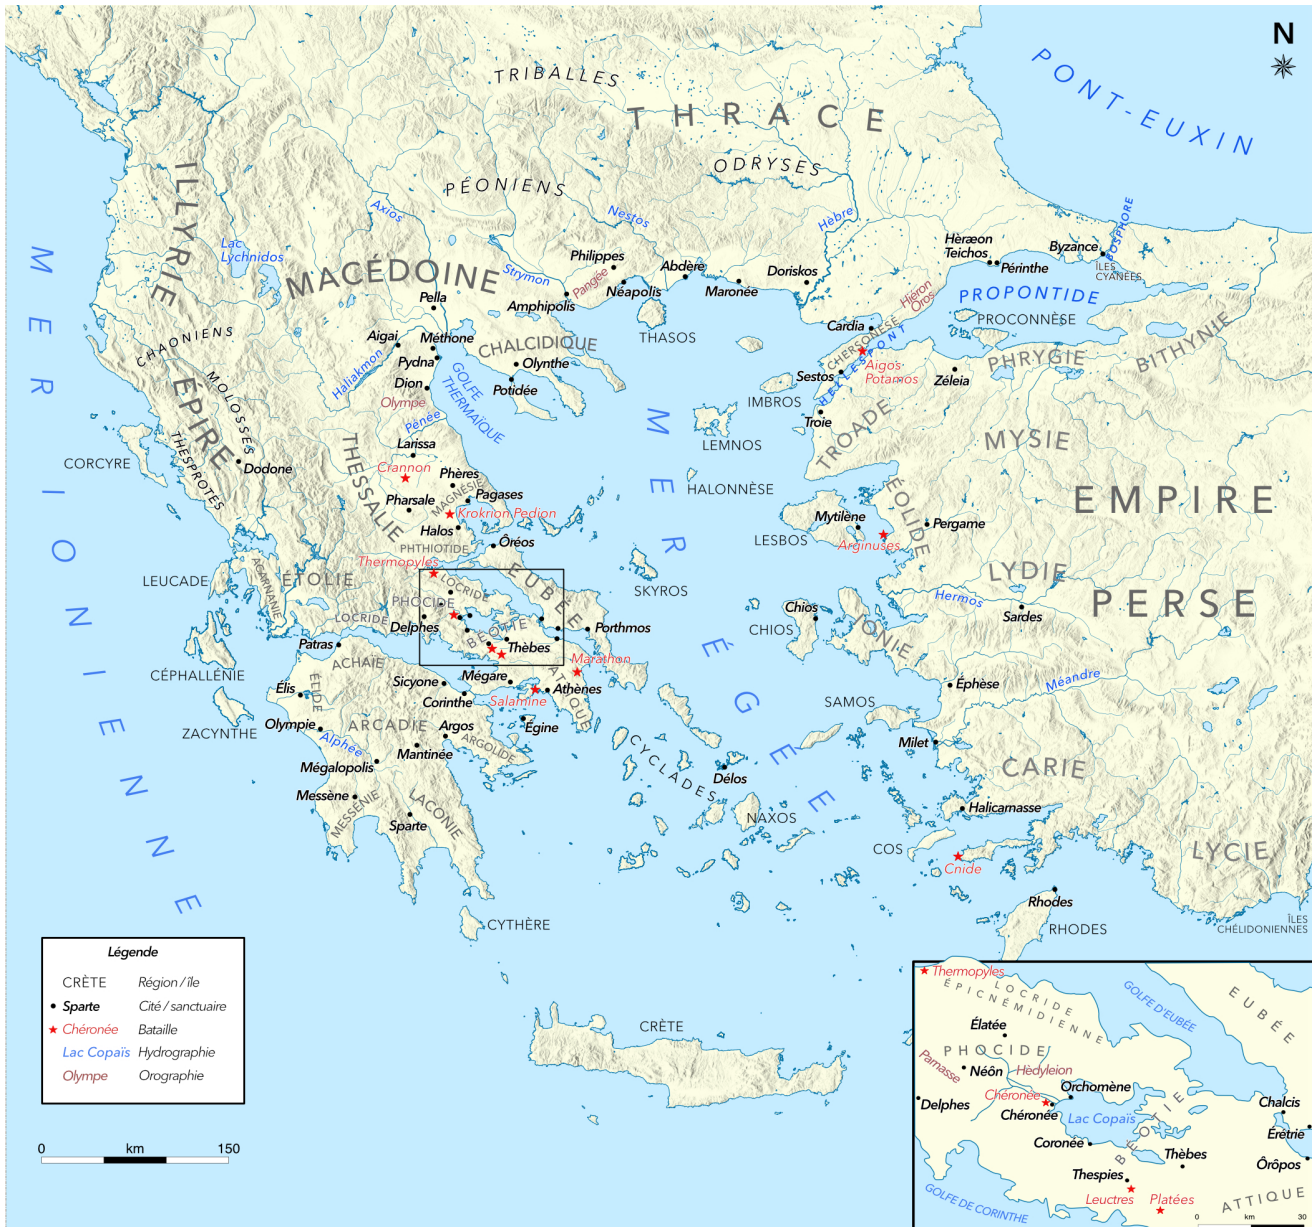 N
PONT-EUXIN
TRIBALLES
THRACE
ODRYSES
ILLYRIE
PÉONIENS
Axios
Nestos
Hèbre
BOSPHORE
Lac
Lychnidos
MACÉDOINE
Strymon
Philippes
Pangée
Abdère
Doriskos
Hèræon
Teichos
Byzance
ÎLES
CYANÉES
Périnthe
Néapolis
Maronée
Amphipolis
Hiéron
Oros
PROPONTIDE
PROCONNÈSE
Pella
THASOS
Cardia
CHERSONÈSE
HELLESPONT
Aigai
Méthone
CHALCIDIQUE
Pydna
Olynthe
Potidée
CHAONIENS
Haliakmon
Dion
Olympe
GOLFE
THERMAÏQUE
Aigos
Potamos
Sestos
IMBROS
Troie
TROADE
Zéleia
PHRYGIE
BITHYNIE
MER IONIENNE
MOLOSSES
ÉPIRE
THESPROTES
Dodone
Pénée
Larissa
LEMNOS
MYSIE
CORCYRE
THESSALIE
Crannon
Phères
MAGNÉSIE
Pagases
Pharsale
Krokrion Pedion
Halos
HALONNÈSE
MER ÉGÉE
Mytilène
LESBOS
Arginuses
ÉOLIDE
Pergame
EMPIRE
PERSE
PHTHIOTIDE
Ôréos
Thermopyles
EUBÉE
SKYROS
LEUCADE
ACARNANIE
ÉTOLIE
LOCRIDE
PHOCIDE
LOCRIDE
Delphes
BÉOTIE
Thèbes
Porthmos
Chios
CHIOS
IONIE
LYDIE
Hermos
Sardes
Patras
ACHAÏE
CÉPHALLÉNIE
Élis
ÉLIDE
Sicyone
Mégare
Corinthe
Salamine
Athènes
ATTIQUE
Marathon
Éphèse
Méandre
SAMOS
ZACYNTHE
Olympie
Alphée
ARCADIE
Argos
ARGOLIDE
Égine
Mantinée
Mégalopolis
CYCLADES
Délos
Milet
CARIE
Messène
MESSÉNIE
LACONIE
Sparte
NAXOS
Halicarnasse
COS
Cnide
LYCIE
Rhodes
RHODES
ÎLES
CHÉLIDONIENNES
CYTHÈRE
CRÈTE
Légende
CRÈTE Région / île
Sparte Cité / sanctuaire
Chéronée Bataille
Lac Copaïs Hydrographie
Olympe Orographie
0 km 150
Thermopyles
LOCRIDE
ÉPICNÉMIDIENNE
GOLFE D'EUBÉE
EUBÉE
Élatée
PHOCIDE
Parnasse
Néôn
Hèdyleion
Chéronée
Orchomène
Delphes
Chéronée
Lac Copaïs
BÉOTIE
Chalcis
Érétrie
Coronée
Thèbes
Ôrôpos
Thespies
Leuctres
Platées
ATTIQUE
GOLFE DE CORINTHE
0 km 30